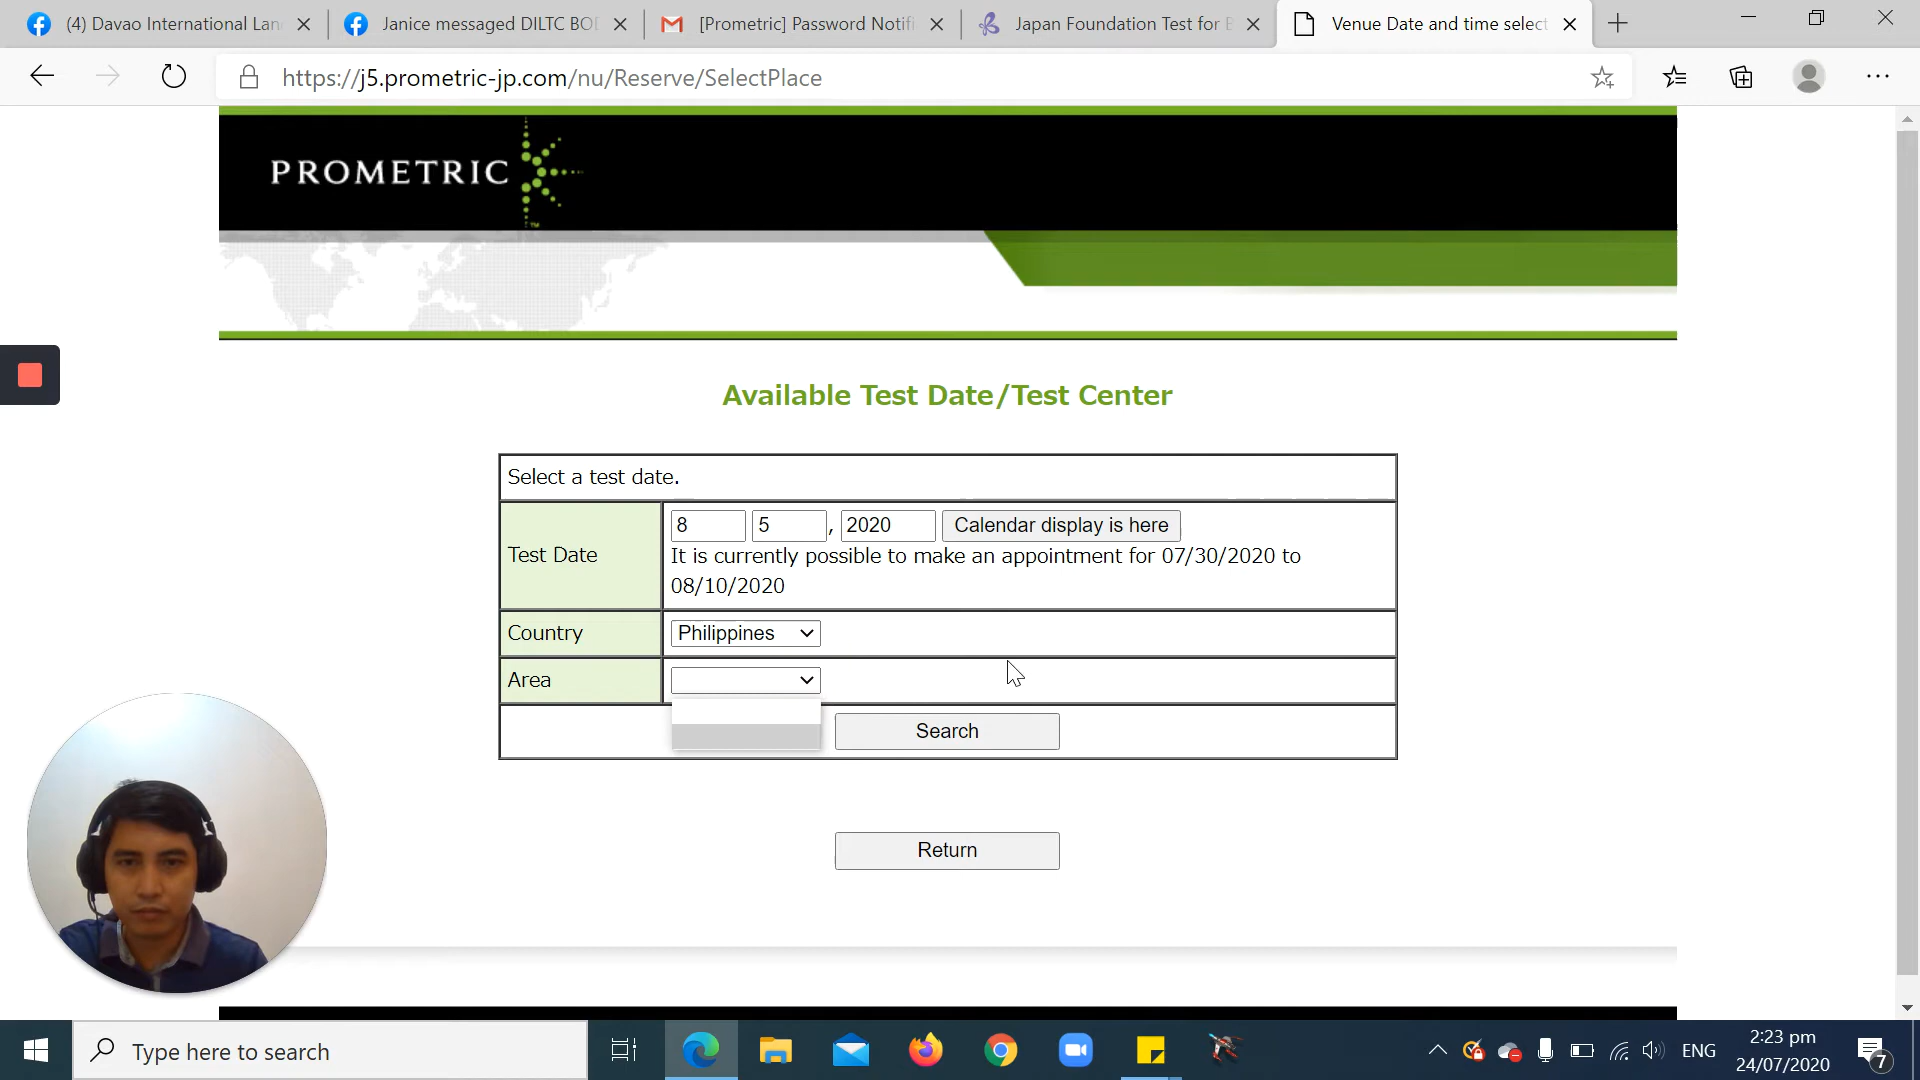 (4) Davao International Lan
Janice messaged DILTC BO
[Prometric] Password Notifi
Japan Foundation Test for B
Venue Date and time select
https://j5.prometric-jp.com/nu/Reserve/SelectPlace
PROMETRIC
TM
Available Test Date/Test Center
Select a test date.
Test Date
8 5 , 2020 Calendar display is here
It is currently possible to make an appointment for 07/30/2020 to
08/10/2020
Country Philippines
Area
Search
Return
Type here to search
ENG
2:23 pm
24/07/2020
7